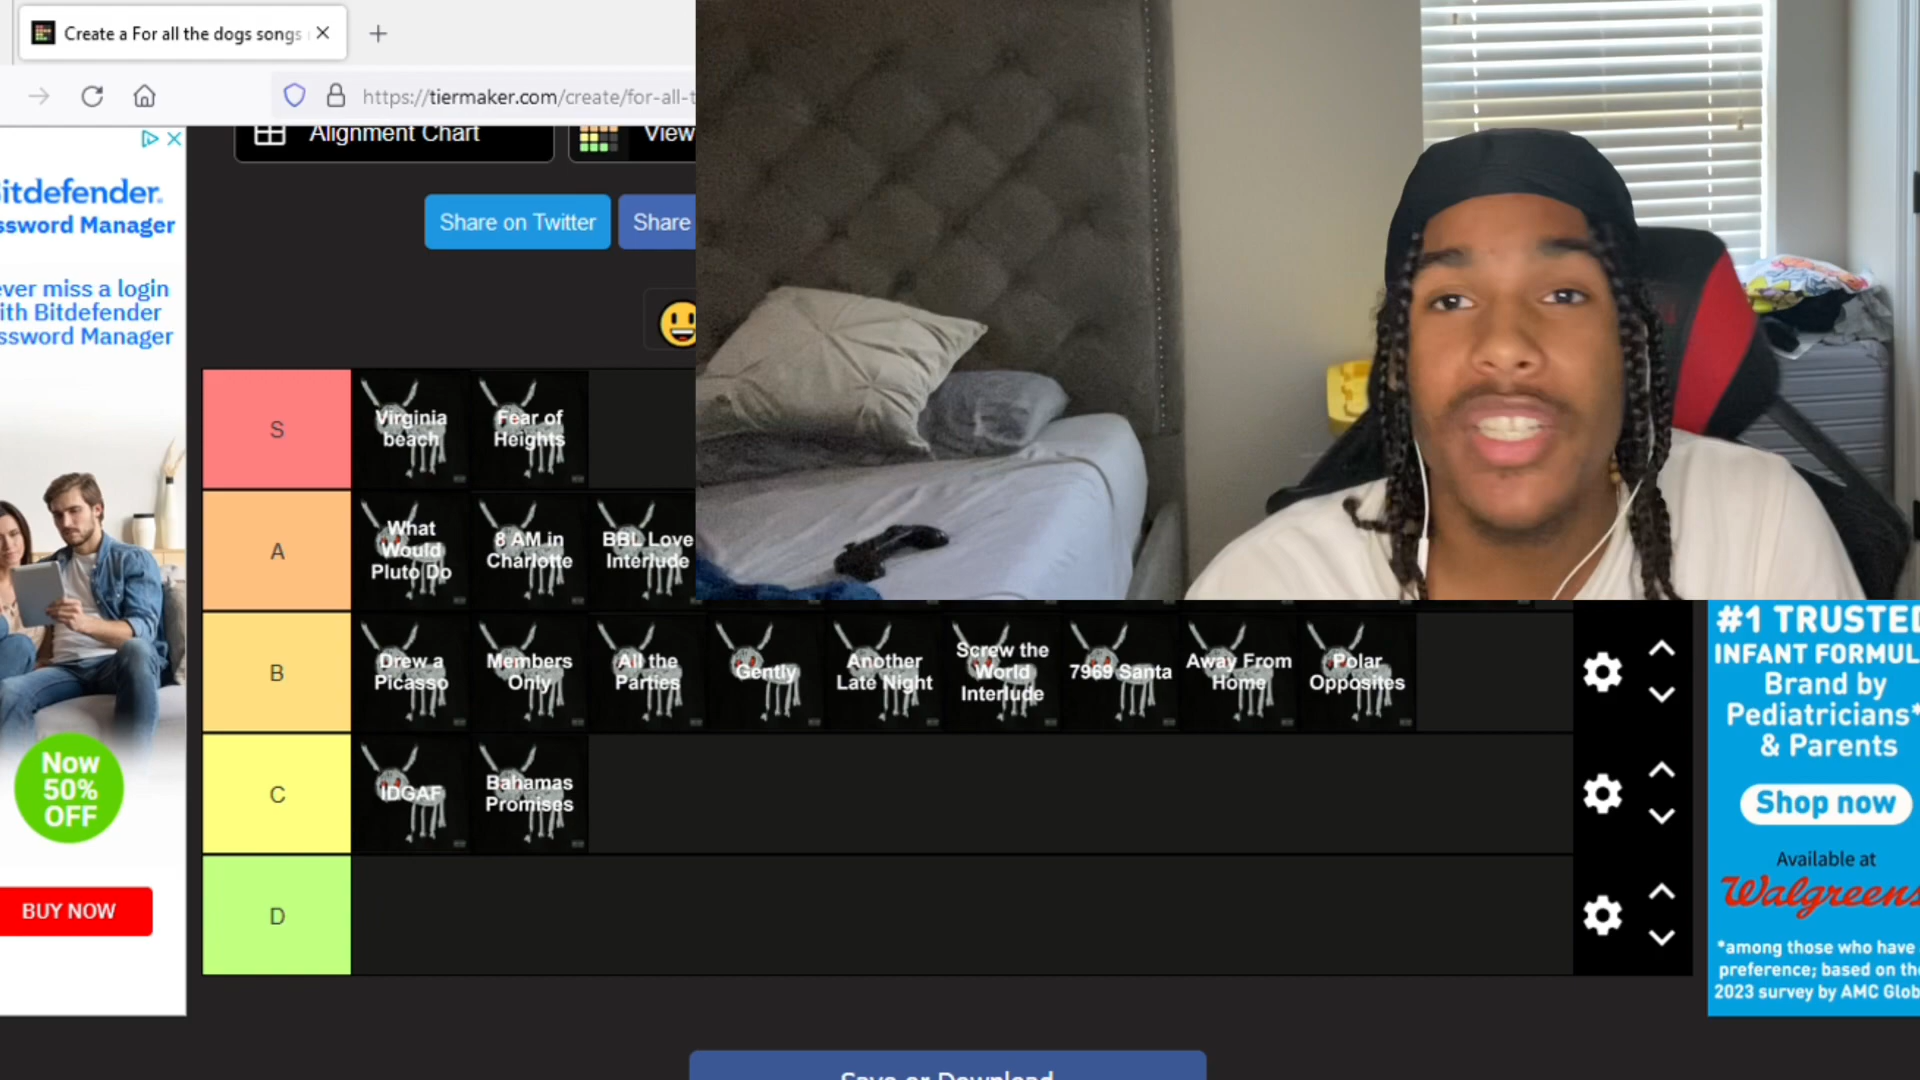 Create a For all the dogs songs
https://tiermaker.com/create/for-all-t
Alignment Chart
View
itdefender.
ssword Manager
ever miss a login
ith Bitdefender
ssword Manager
Now
50%
OFF
BUY NOW
Share on Twitter
Share
S
Virginia
beach
Fear of
Heights
A
What
Would
Pluto Do
8 AM in
Charlotte
BBL Love
Interlude
B
Drew a
Picasso
Members
Only
All the
Parties
Gently
Another
Late Night
Screw the
World
Interlude
7969 Santa
Away From
Home
Polar
Opposites
C
IDGAF
Bahamas
Promises
D
#1 TRUSTED
INFANT FORMUL
Brand by
Pediatricians*
& Parents
Shop now
Available at
Walgreens
*among those who have
preference; based on the
2023 survey by AMC Glob
Save or Download